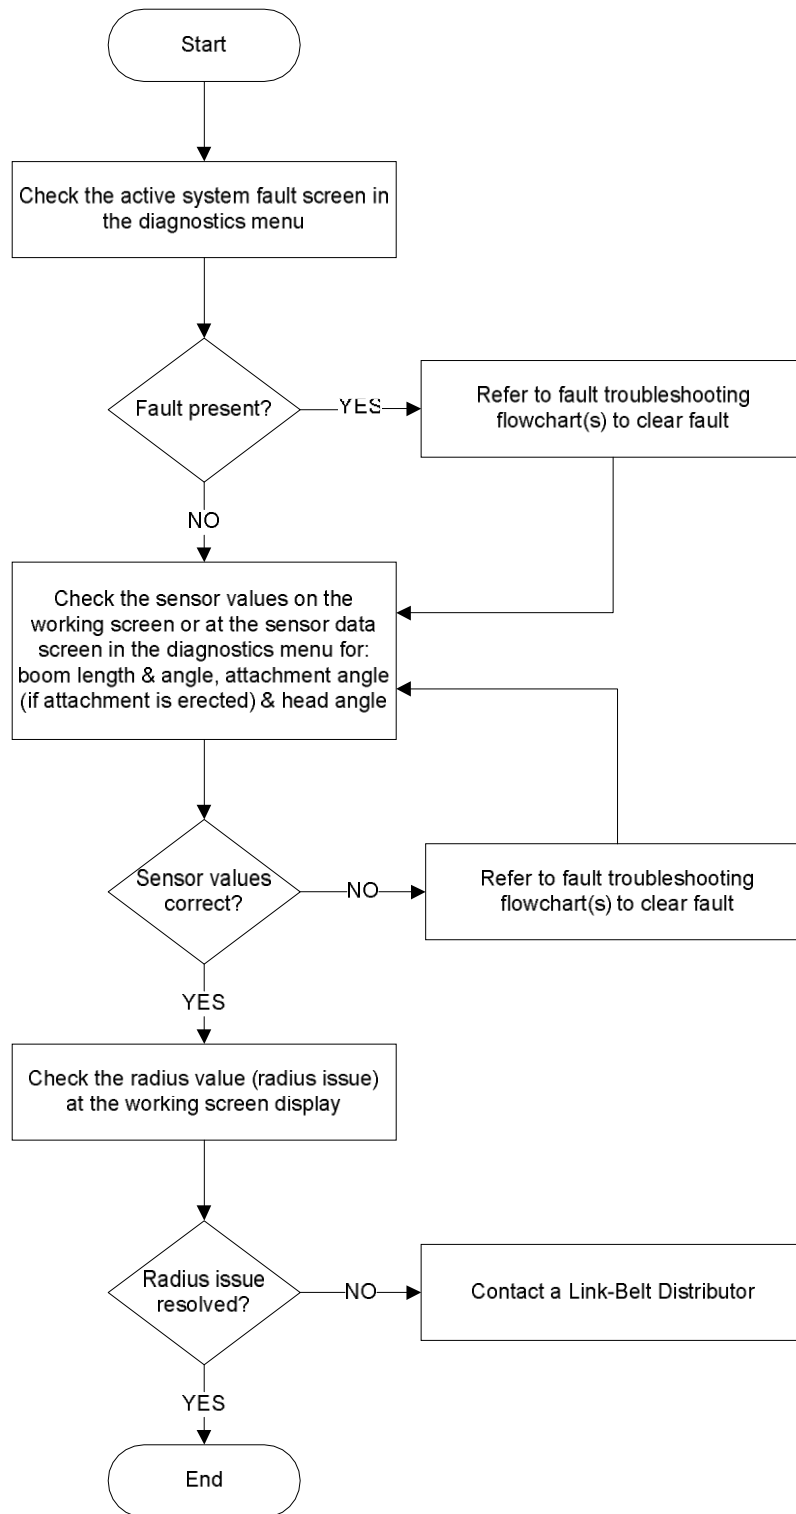 Start
Check the active system fault screen in
the diagnostics menu
Fault present?
YES
Refer to fault troubleshooting
flowchart(s) to clear fault
NO
Check the sensor values on the
working screen or at the sensor data
screen in the diagnostics menu for:
boom length & angle, attachment angle
(if attachment is erected) & head angle
Sensor values
correct?
NO
Refer to fault troubleshooting
flowchart(s) to clear fault
YES
Check the radius value (radius issue)
at the working screen display
Radius issue
resolved?
NO
Contact a Link-Belt Distributor
YES
End